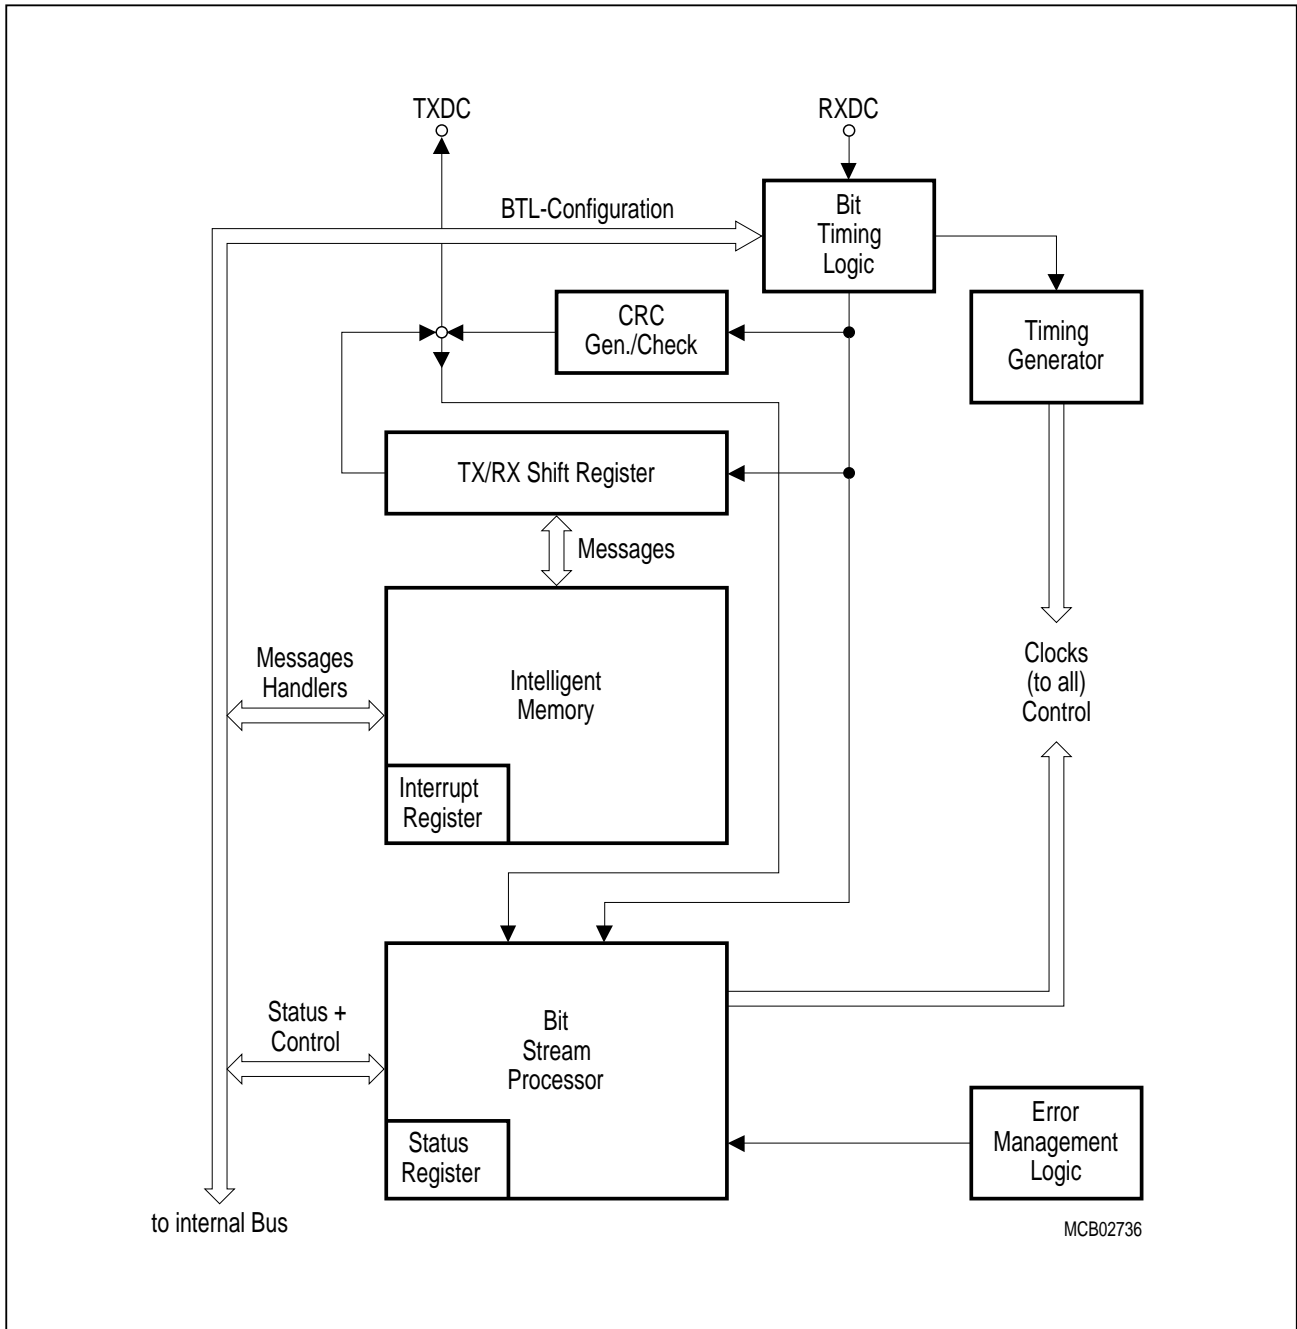 TXDC
RXDC
BTL-Configuration
Bit
Timing
Logic
CRC
Gen./Check
Timing
Generator
TX/RX Shift Register
Messages
Messages
Handlers
Intelligent
Memory
Clocks
(to all)
Control
Interrupt
Register
Status +
Control
Bit
Stream
Processor
Status
Register
Error
Management
Logic
to internal Bus
MCB02736